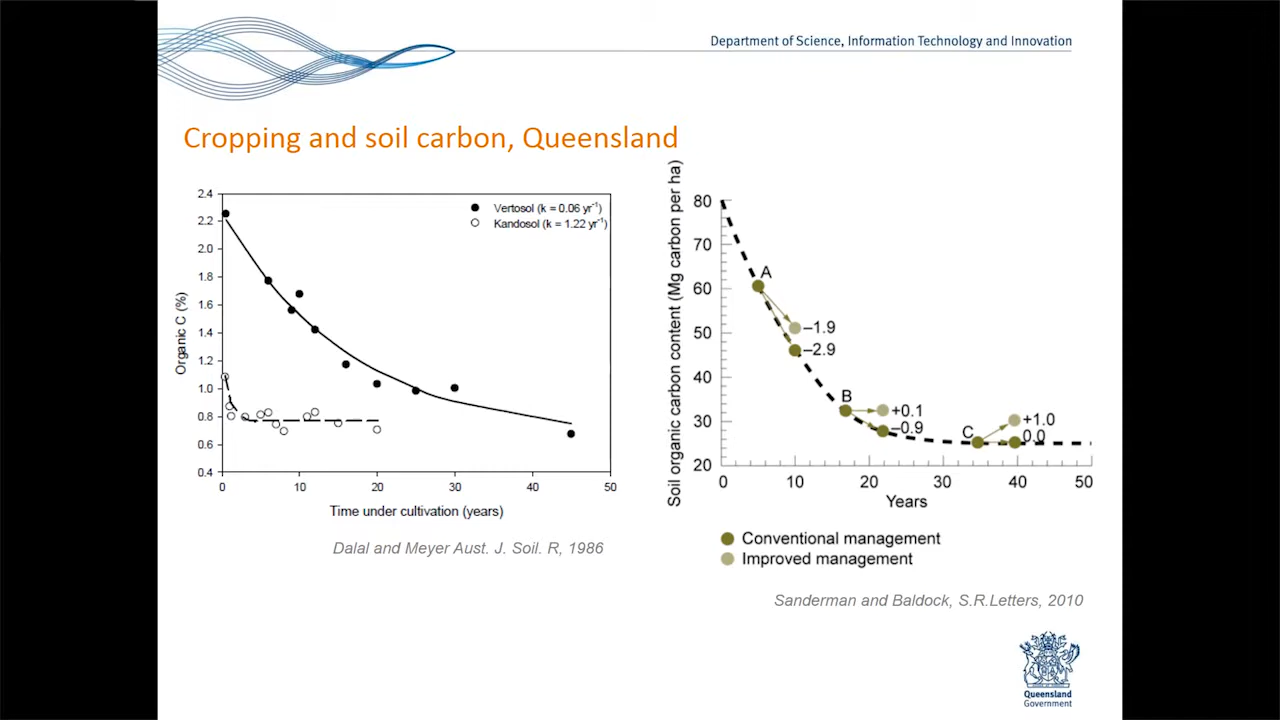 Department of Science, Information Technology and Innovation
Cropping and soil carbon, Queensland
Organic C (%)
2.4
2.2
2.0
1.8
1.6
1.4
1.2
1.0
0.8
0.6
0.4
Vertosol (k = 0.06 yr⁻¹)
Kandosol (k = 1.22 yr⁻¹)
0 10 20 30 40 50
Time under cultivation (years)
Dalal and Meyer Aust. J. Soil. R, 1986
Soil organic carbon content (Mg carbon per ha)
80
70
60
50
40
30
20
A
–1.9
–2.9
B
+0.1
–0.9
C
+1.0
0.0
0 10 20 30 40 50
Years
Conventional management
Improved management
Sanderman and Baldock, S.R.Letters, 2010
Queensland
Government